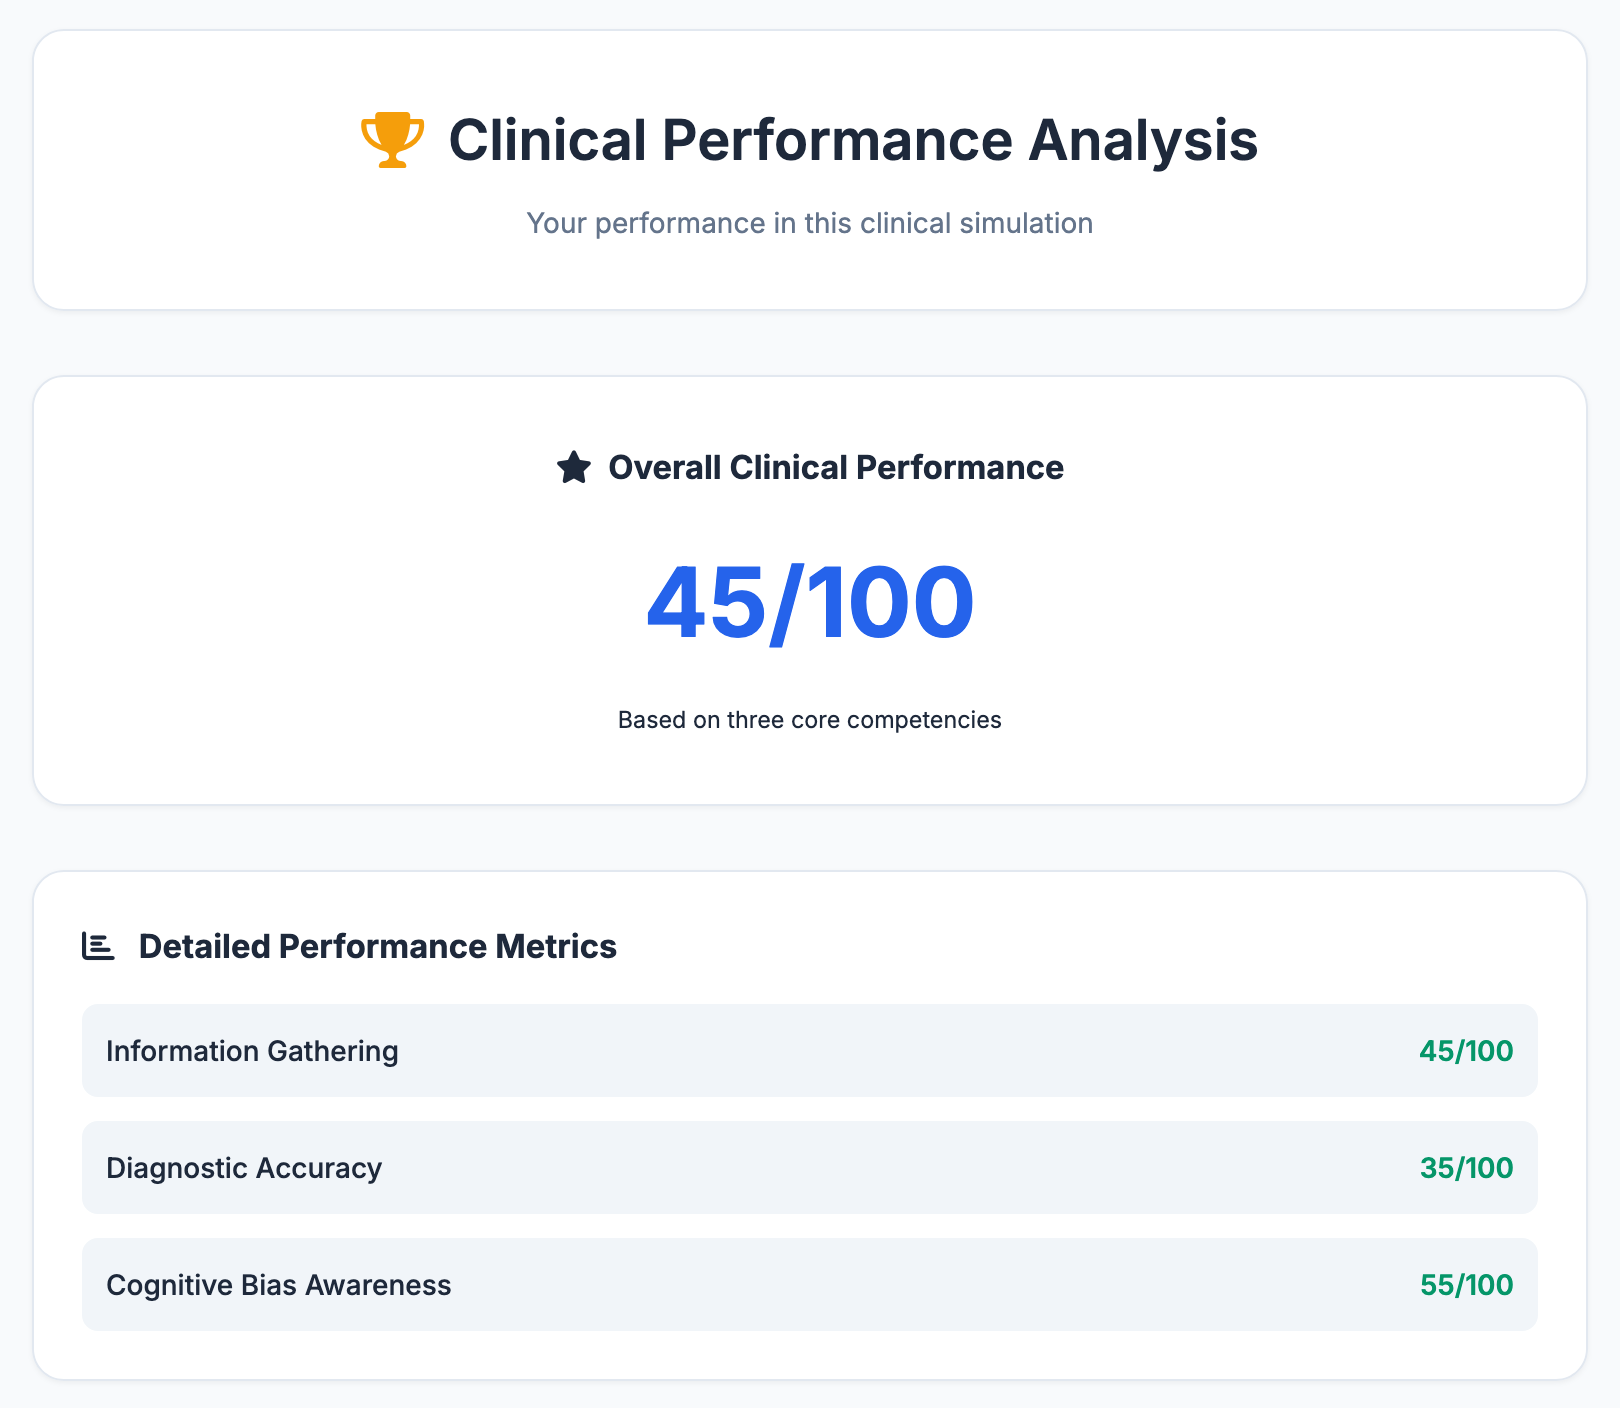 Clinical Performance Analysis
Your performance in this clinical simulation
Overall Clinical Performance
45/100
Based on three core competencies
Detailed Performance Metrics
Information Gathering 45/100
Diagnostic Accuracy 35/100
Cognitive Bias Awareness 55/100